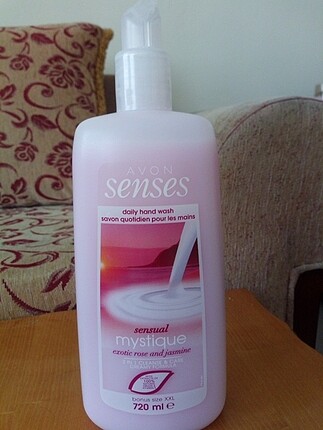 AVON
senses
daily hand wash
savon quotidien pour les mains
sensual
mystique
exotic rose and jasmine
bonus size XXL
720 ml e